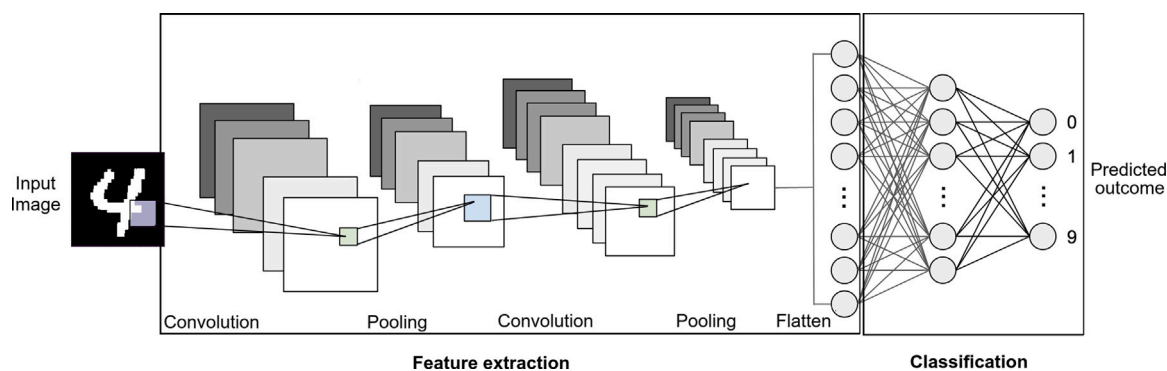 Input
Image
Convolution
Pooling
Convolution
Pooling
Flatten
0
1
9
Predicted
outcome
Feature extraction
Classification